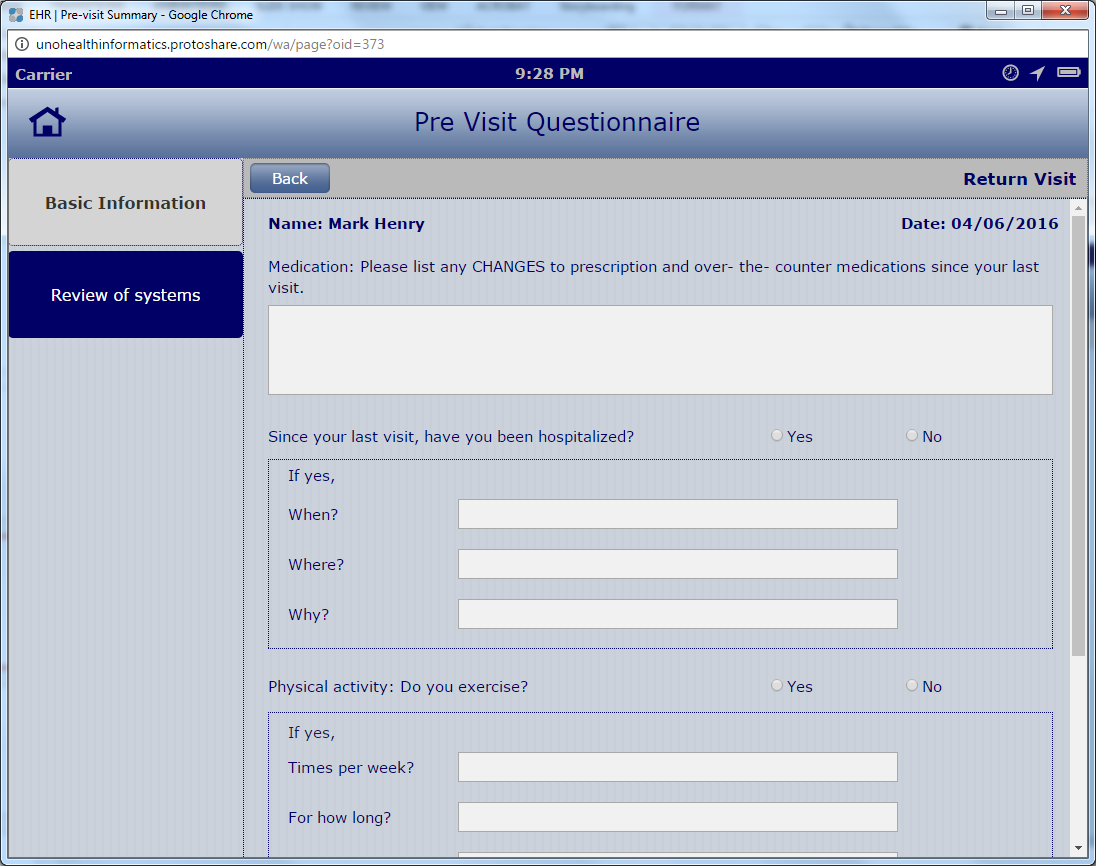 EHR | Pre-visit Summary - Google Chrome
unohealthinformatics.protoshare.com/wa/page?oid=373
Carrier 9:28 PM
Pre Visit Questionnaire
Basic Information
Review of systems
Back Return Visit
Name: Mark Henry Date: 04/06/2016
Medication: Please list any CHANGES to prescription and over- the- counter medications since your last
visit.
Since your last visit, have you been hospitalized? Yes No
If yes,
When?
Where?
Why?
Physical activity: Do you exercise? Yes No
If yes,
Times per week?
For how long?